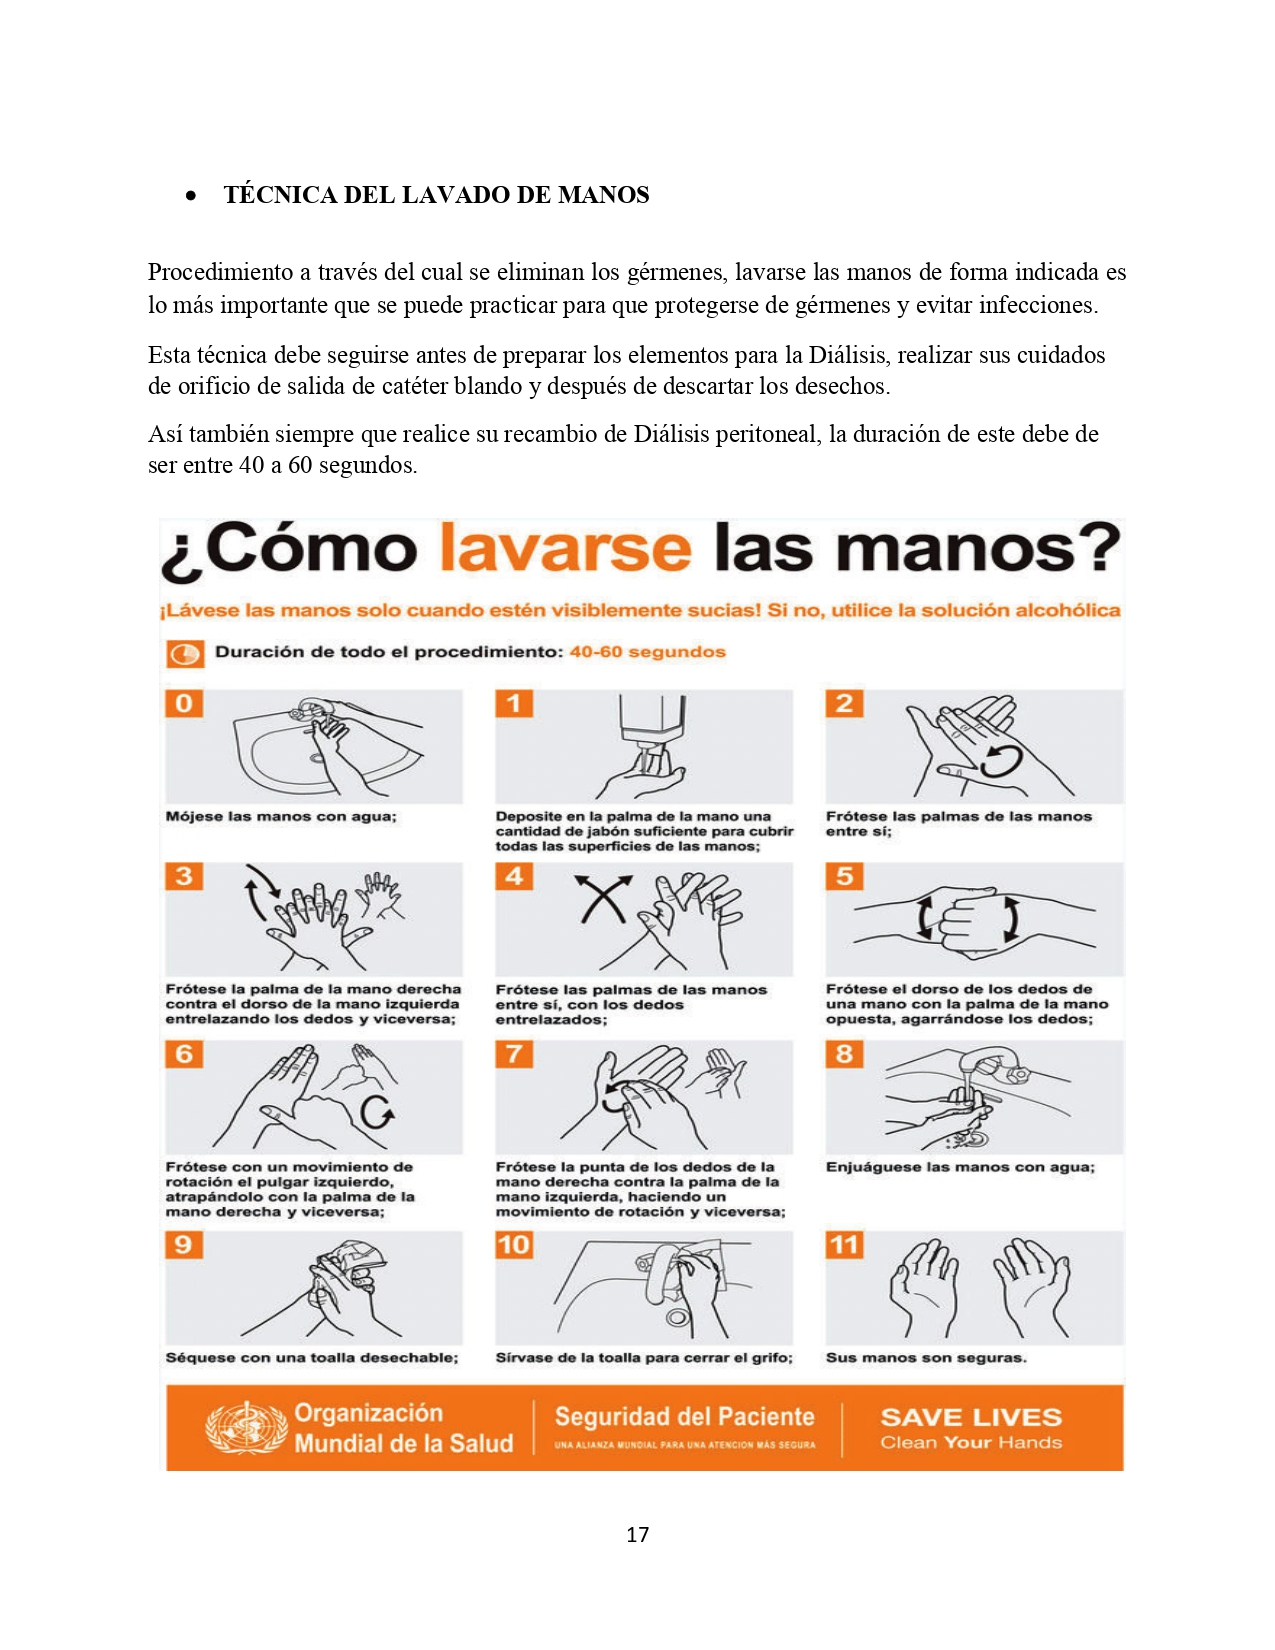 • TÉCNICA DEL LAVADO DE MANOS
Procedimiento a través del cual se eliminan los gérmenes, lavarse las manos de forma indicada es
lo más importante que se puede practicar para que protegerse de gérmenes y evitar infecciones.
Esta técnica debe seguirse antes de preparar los elementos para la Diálisis, realizar sus cuidados
de orificio de salida de catéter blando y después de descartar los desechos.
Así también siempre que realice su recambio de Diálisis peritoneal, la duración de este debe de
ser entre 40 a 60 segundos.
¿Cómo lavarse las manos?
¡Lávese las manos solo cuando estén visiblemente sucias! Si no, utilice la solución alcohólica
Duración de todo el procedimiento: 40-60 segundos
0
Mójese las manos con agua;
1
Deposite en la palma de la mano una
cantidad de jabón suficiente para cubrir
todas las superficies de las manos;
2
Frótese las palmas de las manos
entre sí;
3
Frótese la palma de la mano derecha
contra el dorso de la mano izquierda
entrelazando los dedos y viceversa;
4
Frótese las palmas de las manos
entre sí, con los dedos
entrelazados;
5
Frótese el dorso de los dedos de
una mano con la palma de la mano
opuesta, agarrándose los dedos;
6
Frótese con un movimiento de
rotación el pulgar izquierdo,
atrapándolo con la palma de la
mano derecha y viceversa;
7
Frótese la punta de los dedos de la
mano derecha contra la palma de la
mano izquierda, haciendo un
movimiento de rotación y viceversa;
8
Enjuáguese las manos con agua;
9
Séquese con una toalla desechable;
10
Sírvase de la toalla para cerrar el grifo;
11
Sus manos son seguras.
Organización
Mundial de la Salud
Seguridad del Paciente
UNA ALIANZA MUNDIAL PARA UNA ATENCION MÁS SEGURA
SAVE LIVES
Clean Your Hands
17